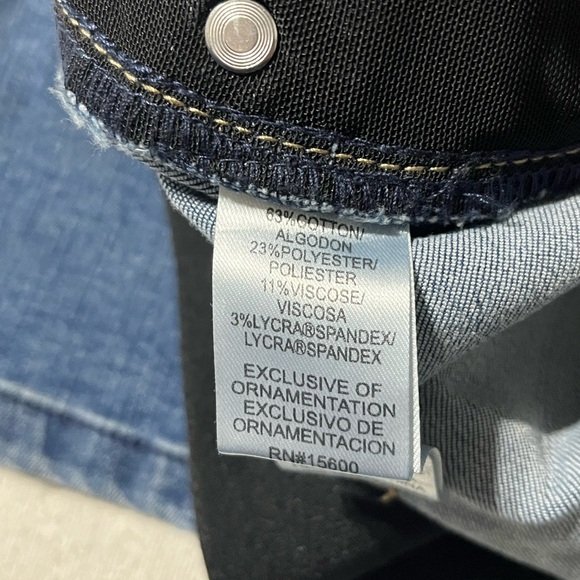 63%COTTON/
ALGODON
23%POLYESTER/
POLIESTER
11%VISCOSE/
VISCOSA
3%LYCRA®SPANDEX/
LYCRA®SPANDEX
EXCLUSIVE OF
ORNAMENTATION
EXCLUSIVO DE
ORNAMENTACION
RN#15600